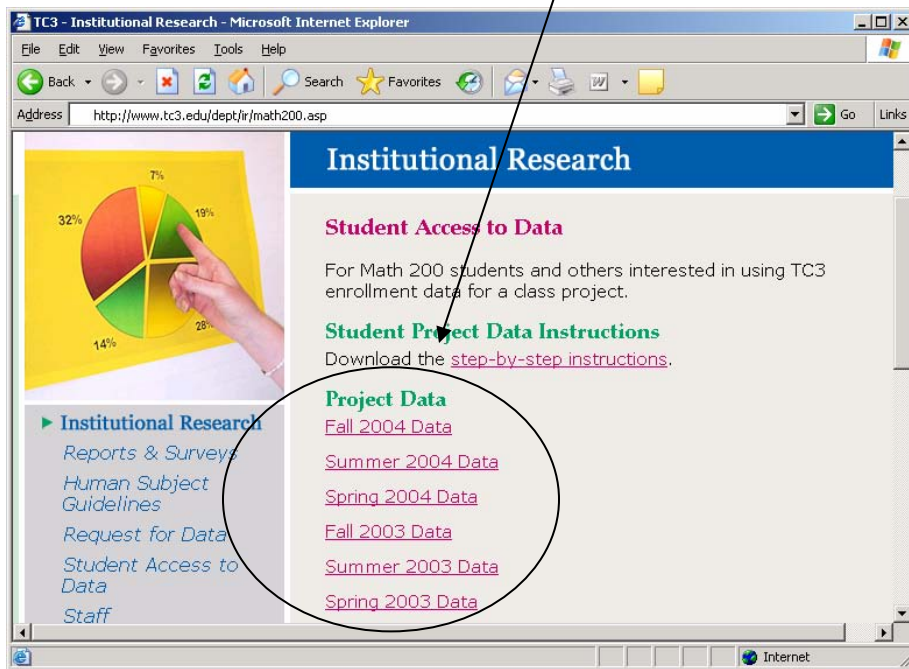 TC3 - Institutional Research - Microsoft Internet Explorer
File Edit View Favorites Tools Help
Back Search Favorites
Address http://www.tc3.edu/dept/ir/math200.asp Go Links
7%
32%
19%
28%
14%
Institutional Research
Reports & Surveys
Human Subject
Guidelines
Request for Data
Student Access to
Data
Staff
Institutional Research
Student Access to Data
For Math 200 students and others interested in using TC3
enrollment data for a class project.
Student Project Data Instructions
Download the step-by-step instructions.
Project Data
Fall 2004 Data
Summer 2004 Data
Spring 2004 Data
Fall 2003 Data
Summer 2003 Data
Spring 2003 Data
Internet